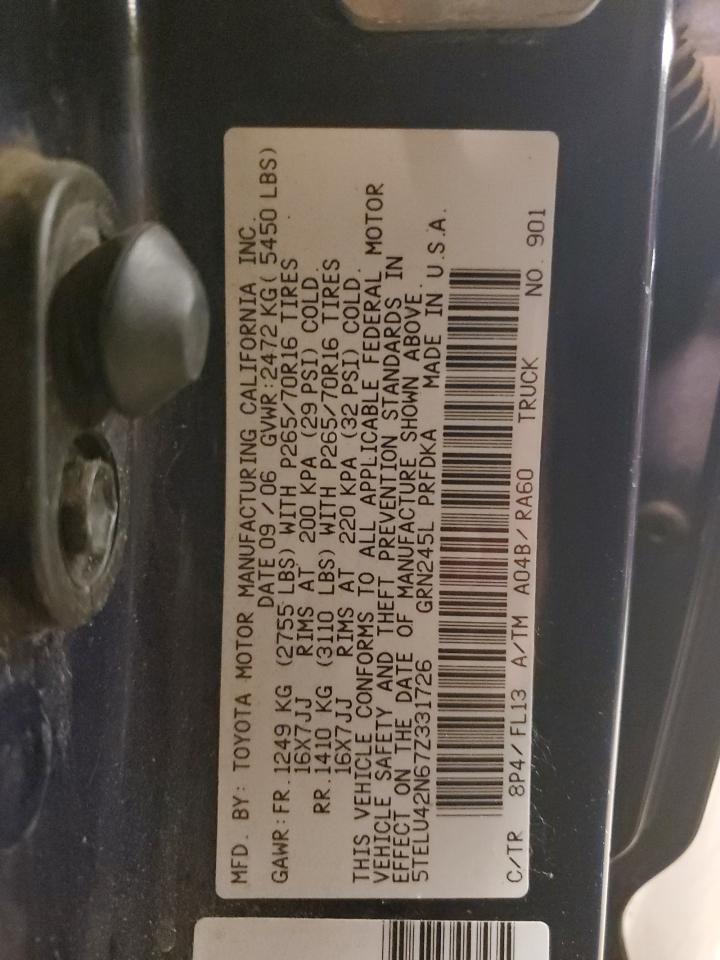 MFD. BY: TOYOTA MOTOR MANUFACTURING CALIFORNIA INC.
DATE 09/06 GVWR:2472 KG( 5450 LBS)
GAWR:FR.1249 KG (2755 LBS) WITH P265/70R16 TIRES
16X7JJ RIMS AT 200 KPA (29 PSI) COLD.
RR.1410 KG (3110 LBS) WITH P265/70R16 TIRES
16X7JJ RIMS AT 220 KPA (32 PSI) COLD.
THIS VEHICLE CONFORMS TO ALL APPLICABLE FEDERAL MOTOR
VEHICLE SAFETY AND THEFT PREVENTION STANDARDS IN
EFFECT ON THE DATE OF MANUFACTURE SHOWN ABOVE.
5TELU42N67Z331726 GRN245L PRFDKA MADE IN U.S.A.
C/TR 8P4/FL13 A/TM A04B/RA60 TRUCK NO. 901